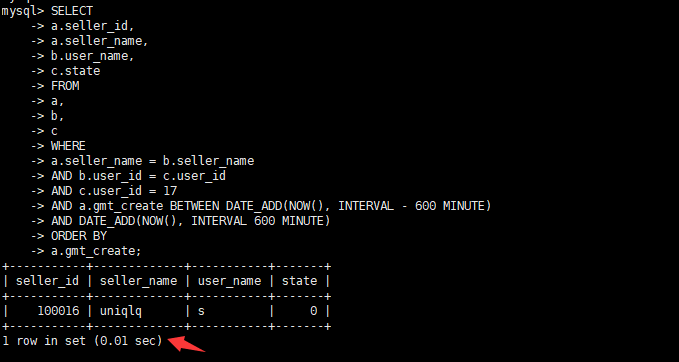 mysql> SELECT
-> a.seller_id,
-> a.seller_name,
-> b.user_name,
-> c.state
-> FROM
-> a,
-> b,
-> c
-> WHERE
-> a.seller_name = b.seller_name
-> AND b.user_id = c.user_id
-> AND c.user_id = 17
-> AND a.gmt_create BETWEEN DATE_ADD(NOW(), INTERVAL - 600 MINUTE)
-> AND DATE_ADD(NOW(), INTERVAL 600 MINUTE)
-> ORDER BY
-> a.gmt_create;
+-----------+-------------+-----------+-------+
| seller_id | seller_name | user_name | state |
+-----------+-------------+-----------+-------+
|    100016 | uniqlq      | s         |     0 |
+-----------+-------------+-----------+-------+
1 row in set (0.01 sec)